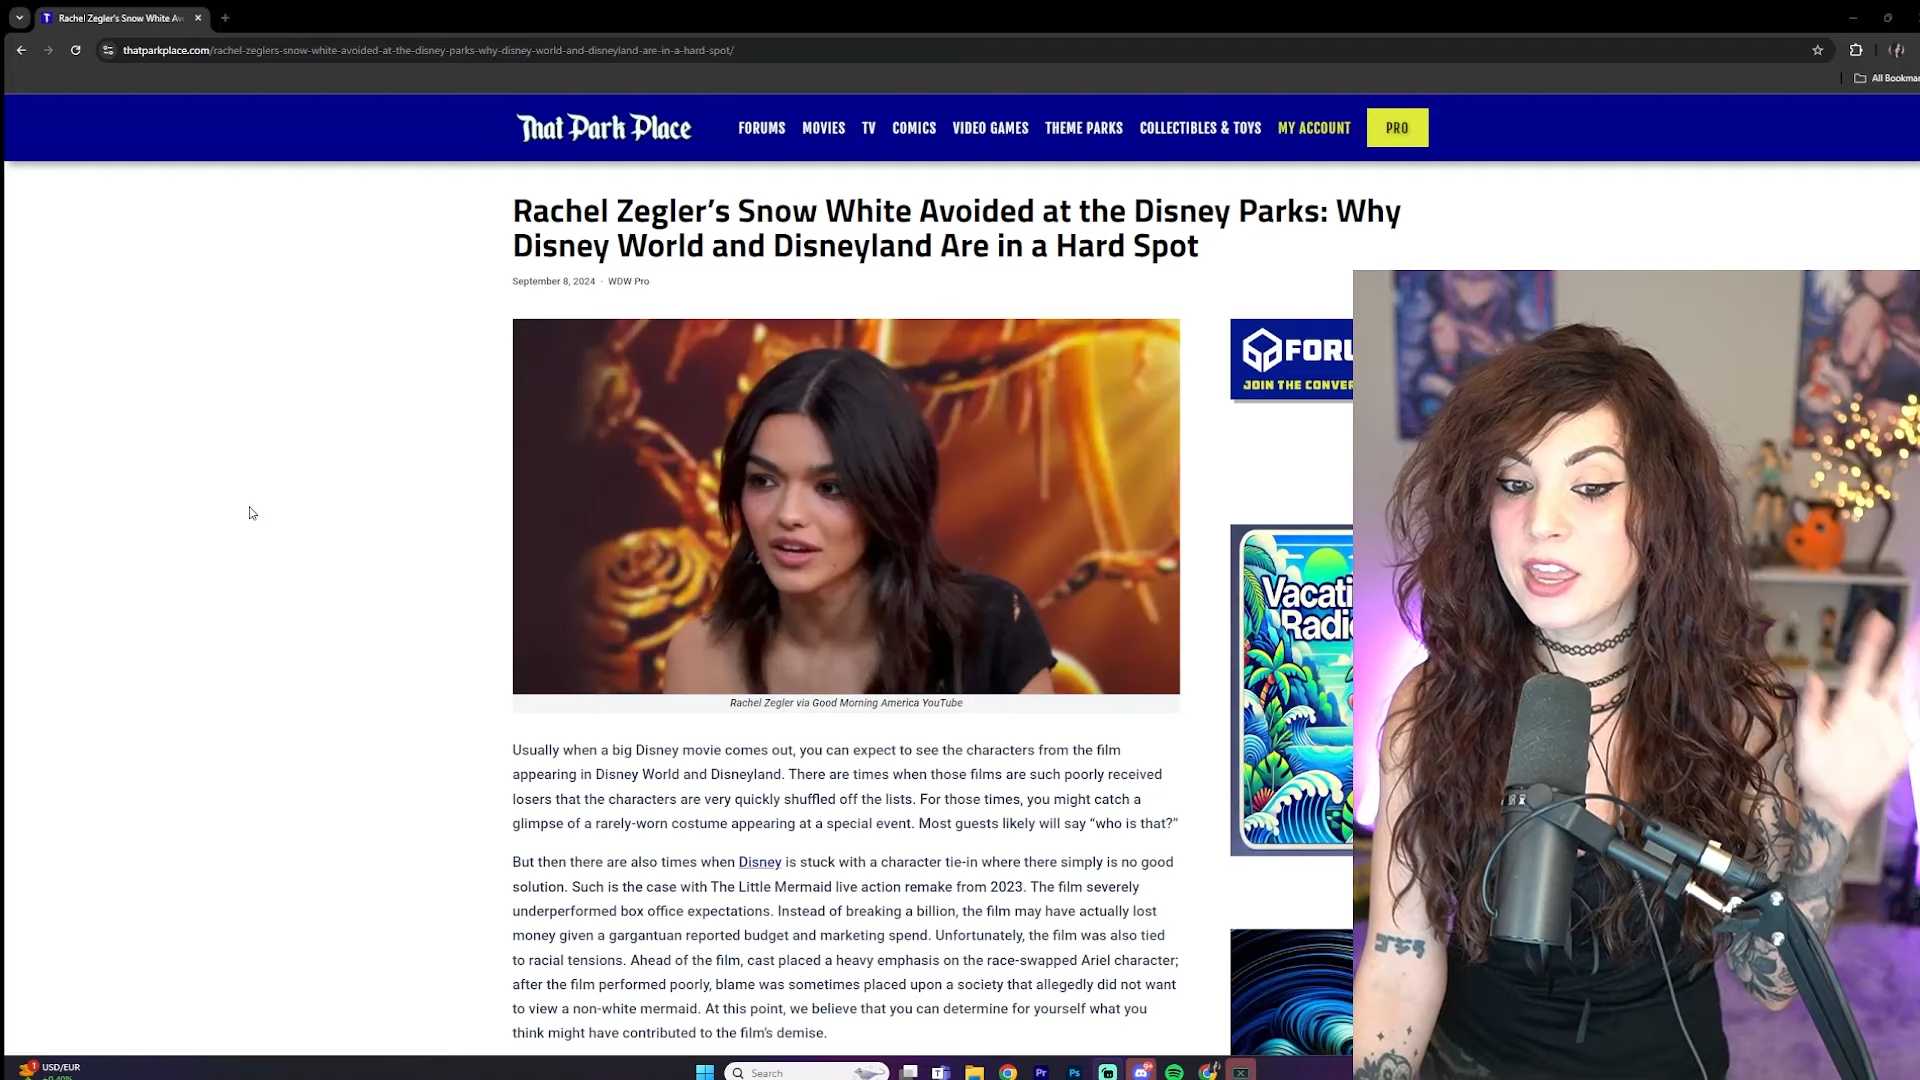 Rachel Zegler's Snow White Av
thatparkplace.com/rachel-zeglers-snow-white-avoided-at-the-disney-parks-why-disney-world-and-disneyland-are-in-a-hard-spot/
All Bookmar
That Park Place
FORUMS MOVIES TV COMICS VIDEO GAMES THEME PARKS COLLECTIBLES & TOYS MY ACCOUNT PRO
Rachel Zegler’s Snow White Avoided at the Disney Parks: Why
Disney World and Disneyland Are in a Hard Spot
September 8, 2024 · WDW Pro
FORU
JOIN THE CONVER
Vacati
Radi
Rachel Zegler via Good Morning America YouTube
Usually when a big Disney movie comes out, you can expect to see the characters from the film
appearing in Disney World and Disneyland. There are times when those films are such poorly received
losers that the characters are very quickly shuffled off the lists. For those times, you might catch a
glimpse of a rarely-worn costume appearing at a special event. Most guests likely will say “who is that?”
But then there are also times when Disney is stuck with a character tie-in where there simply is no good
solution. Such is the case with The Little Mermaid live action remake from 2023. The film severely
underperformed box office expectations. Instead of breaking a billion, the film may have actually lost
money given a gargantuan reported budget and marketing spend. Unfortunately, the film was also tied
to racial tensions. Ahead of the film, cast placed a heavy emphasis on the race-swapped Ariel character;
after the film performed poorly, blame was sometimes placed upon a society that allegedly did not want
to view a non-white mermaid. At this point, we believe that you can determine for yourself what you
think might have contributed to the film’s demise.
USD/EUR
+0.40%
Search
Pr
Ps